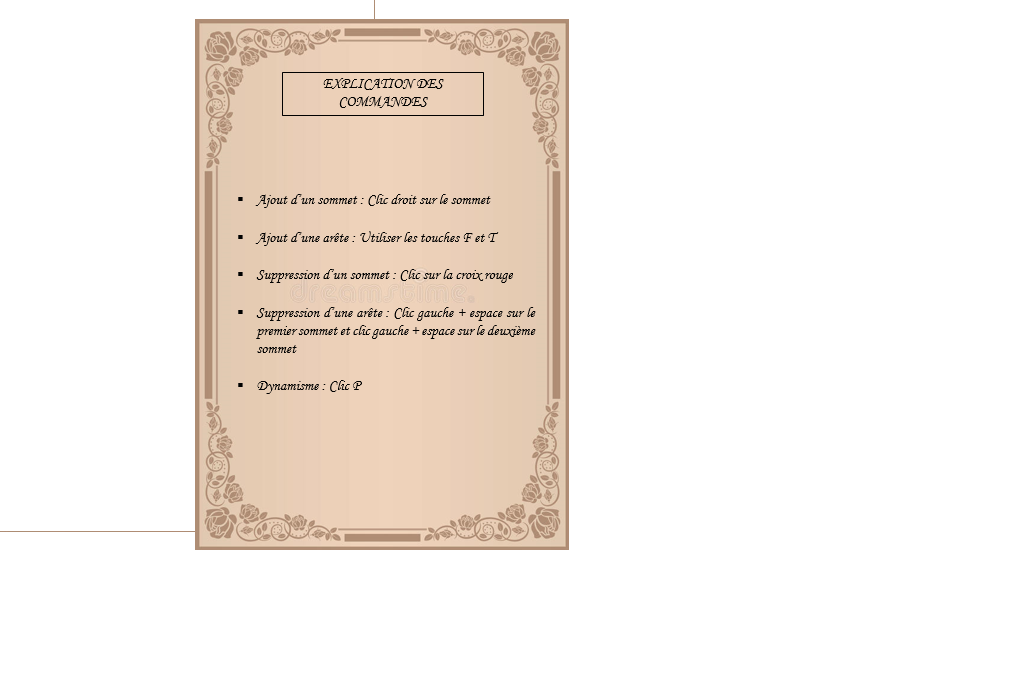 EXPLICATION DES
COMMANDES
▪ Ajout d'un sommet : Clic droit sur le sommet
▪ Ajout d'une arête : Utiliser les touches F et T
▪ Suppression d'un sommet : Clic sur la croix rouge
dreamstime.
▪ Suppression d'une arête : Clic gauche + espace sur le
premier sommet et clic gauche + espace sur le deuxième
sommet
▪ Dynamisme : Clic P